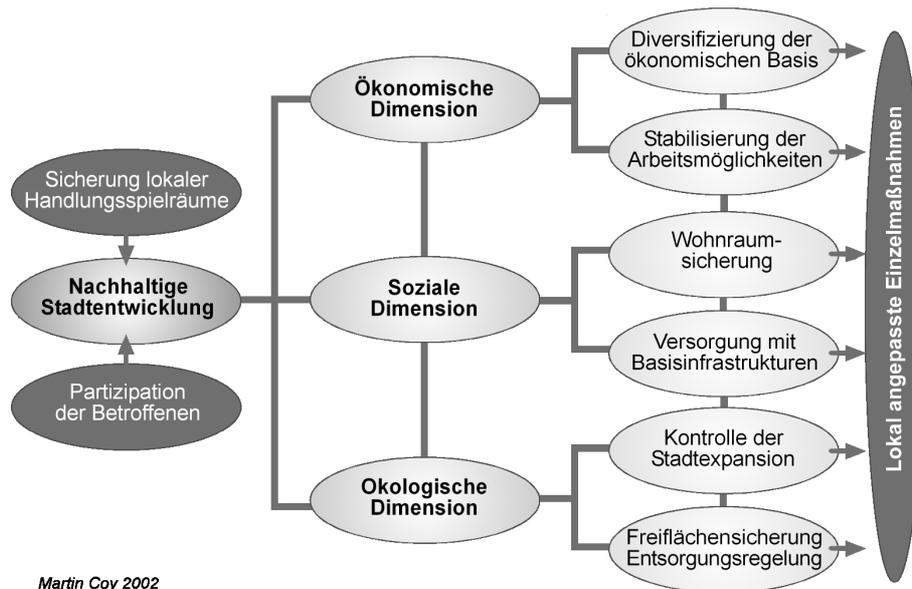 Sicherung lokaler
Handlungsspielräume
Nachhaltige
Stadtentwicklung
Partizipation
der Betroffenen
Ökonomische
Dimension
Soziale
Dimension
Okologische
Dimension
Diversifizierung der
ökonomischen Basis
Stabilisierung der
Arbeitsmöglichkeiten
Wohnraum-
sicherung
Versorgung mit
Basisinfrastrukturen
Kontrolle der
Stadtexpansion
Freiflächensicherung
Entsorgungsregelung
Lokal angepasste Einzelmaßnahmen
Martin Coy 2002